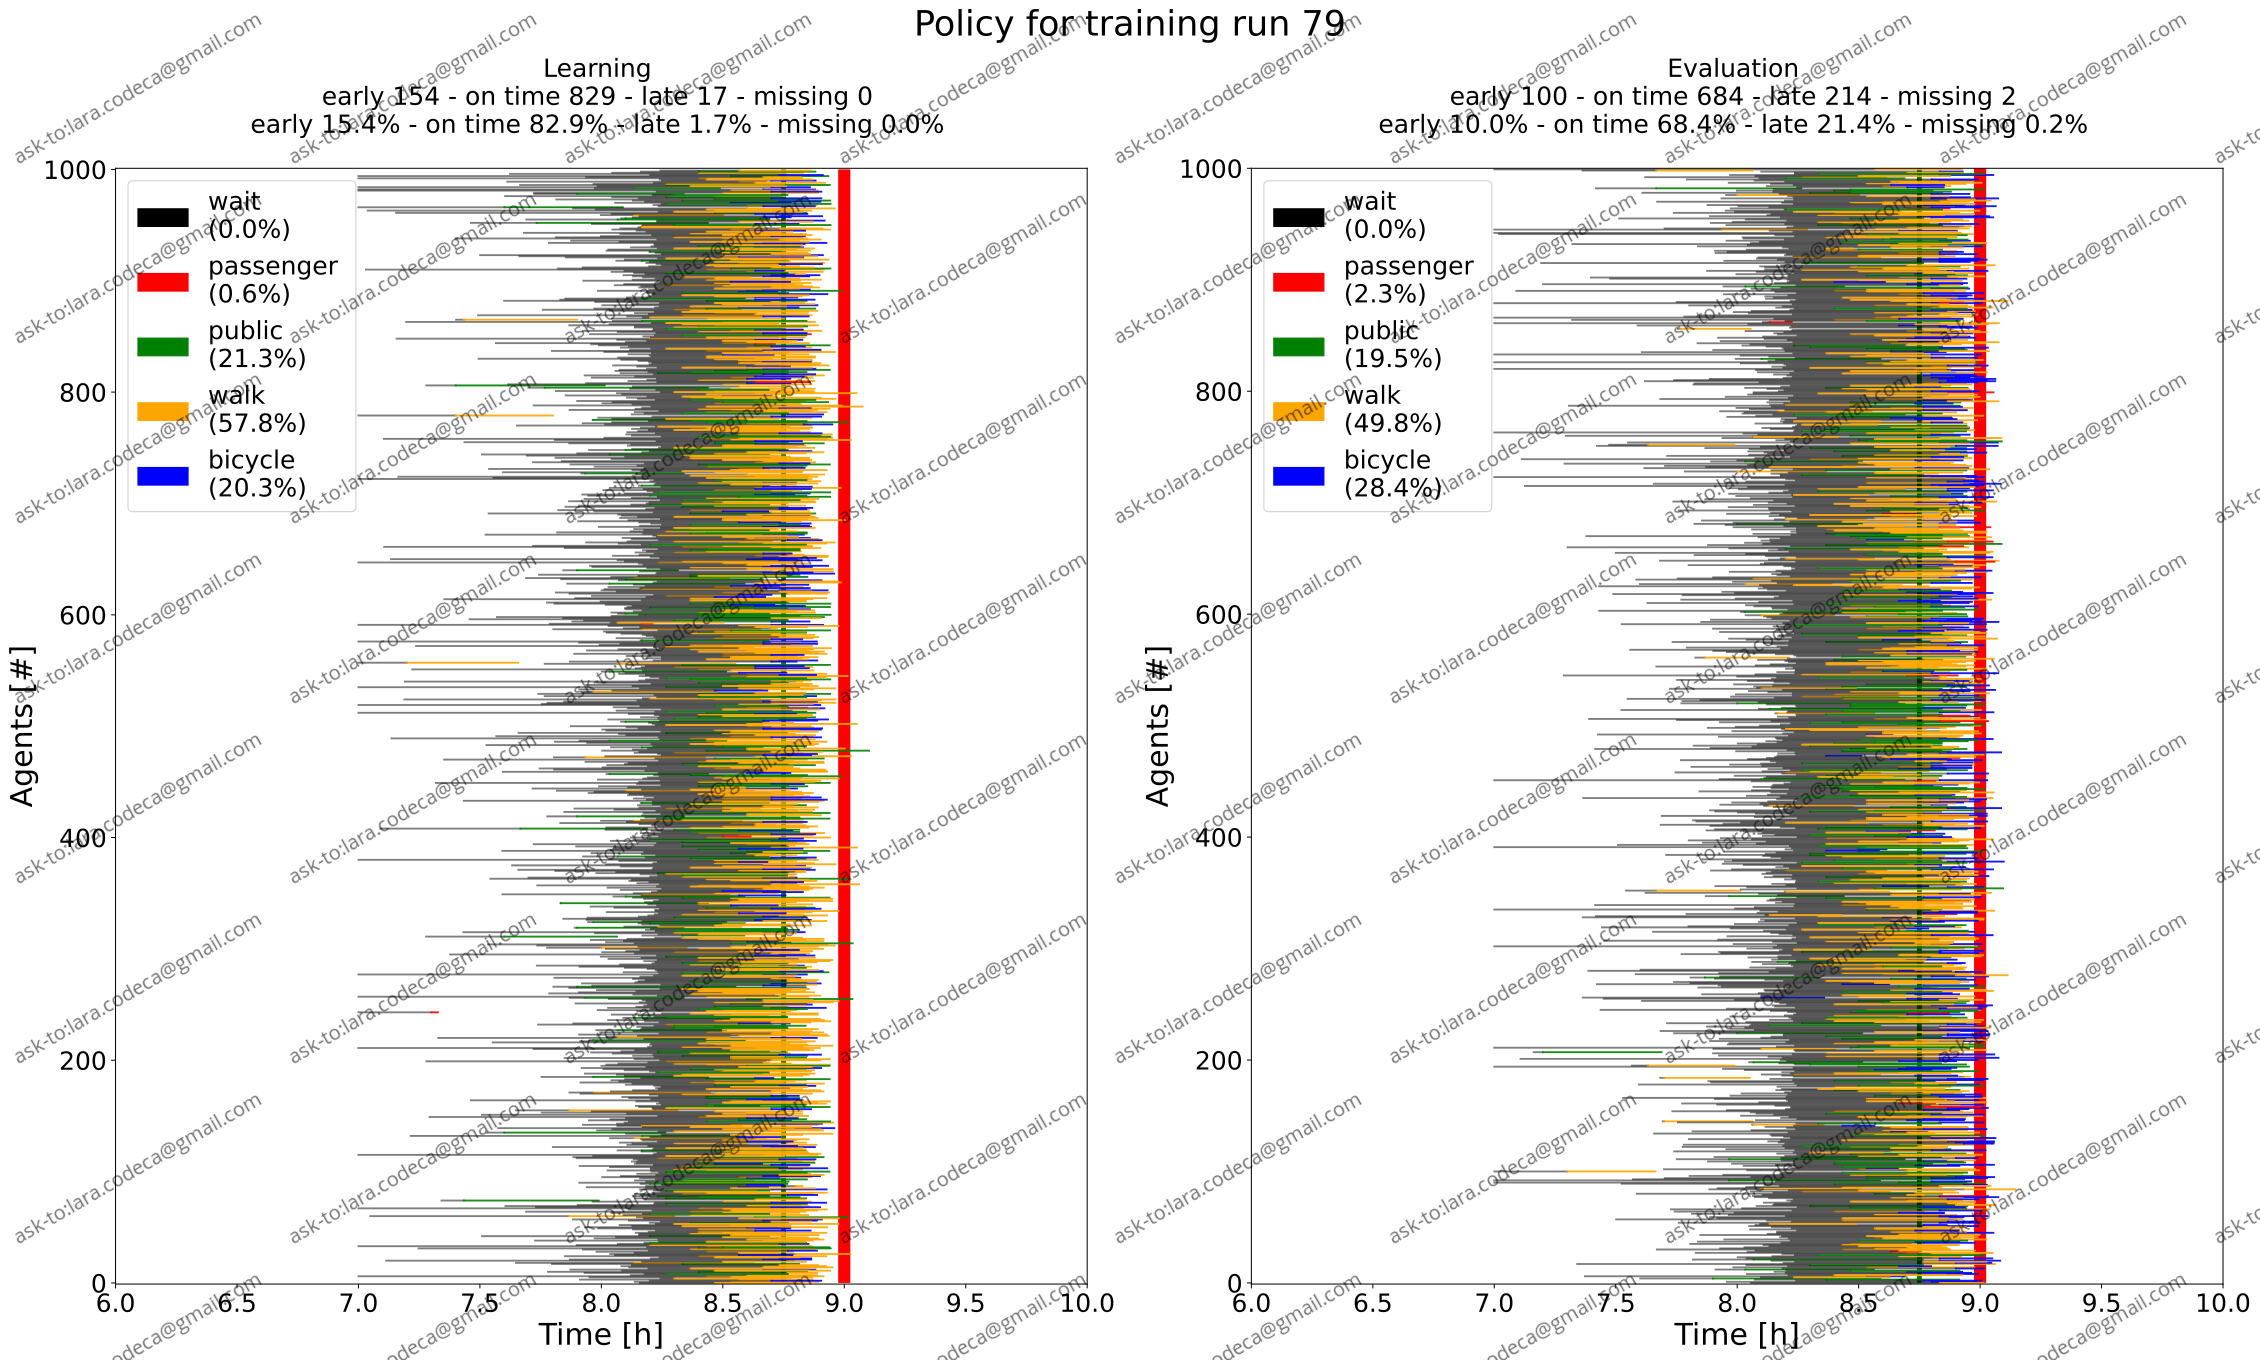 Policy for training run 79
Learning
early 154 - on time 829 - late 17 - missing 0
early 15.4% - on time 82.9% - late 1.7% - missing 0.0%
1000
800
600
400
200
0
Agents [#]
wait
(0.0%)
passenger
(0.6%)
public
(21.3%)
walk
(57.8%)
bicycle
(20.3%)
6.0 6.5 7.0 7.5 8.0 8.5 9.0 9.5 10.0
Time [h]
Evaluation
early 100 - on time 684 - late 214 - missing 2
early 10.0% - on time 68.4% - late 21.4% - missing 0.2%
1000
800
600
400
200
0
Agents [#]
wait
(0.0%)
passenger
(2.3%)
public
(19.5%)
walk
(49.8%)
bicycle
(28.4%)
6.0 6.5 7.0 7.5 8.0 8.5 9.0 9.5 10.0
Time [h]
ask-to:lara.codeca@gmail.com